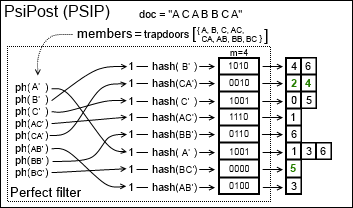 PsiPost (PSIP) doc = "A C A B B C A"
members = trapdoors [{A, B, C, AC, CA, AB, BB, BC}]
m=4
ph(A')
ph(B')
ph(C')
ph(AC')
ph(CA')
ph(AB')
ph(BB')
ph(BC')
Perfect filter
1 hash( B') 1010 4 6
1 hash(CA') 0010 2 4
1 hash( C') 1001 0 5
1 hash(AC') 1110 1
1 hash(BB') 0110 6
1 hash( A') 1001 1 3 6
1 hash(BC') 0000 5
1 hash(AB') 0100 3